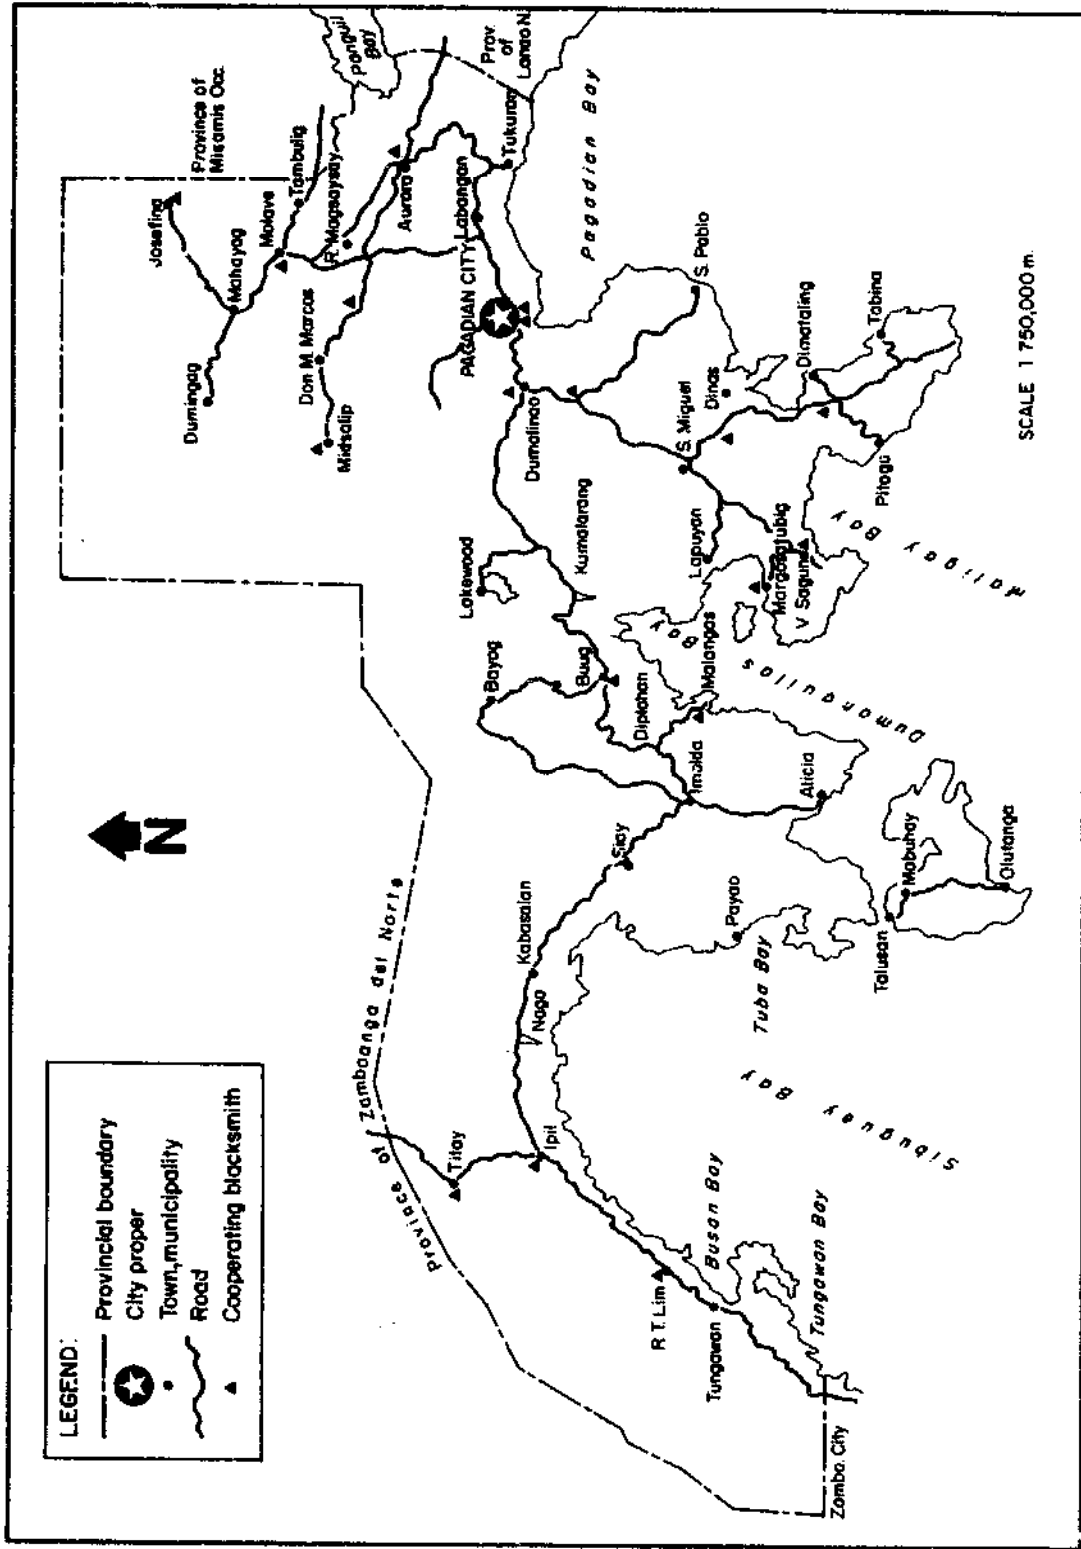 LEGEND:
Provincial boundary
City proper
Town, municipality
Road
Cooperating blacksmith
N
Province of
Misamis Occ.
Panguil
Bay
Prov.
of
Lanao N.
Josefina
Mahayag
Dumingag
Molave
Tambulig
R. Magsaysay
Don M. Marcos
Midsalip
Aurora
Labangan
Tukuran
PAGADIAN CITY
Pagadian Bay
Dumalinao
S. Pablo
S. Miguel
Dinas
Dimataling
Tabina
Pitogo
Lapuyan
Margosatubig
V Sagun
Maligay Bay
Lakewood
Kumalarang
Bayog
Buug
Diplahan
Malangas
Dumanquilas Bay
Imelda
Alicia
Siay
Kabasalan
Naga
Payao
Tuba Bay
Talusan
Mabuhay
Olutanga
Province of Zamboanga del Norte
Titay
Ipil
Sibuguey Bay
R.T. Lim
Busan Bay
Tungawan
Tungawan Bay
Zamba. City
SCALE 1 750,000 m.